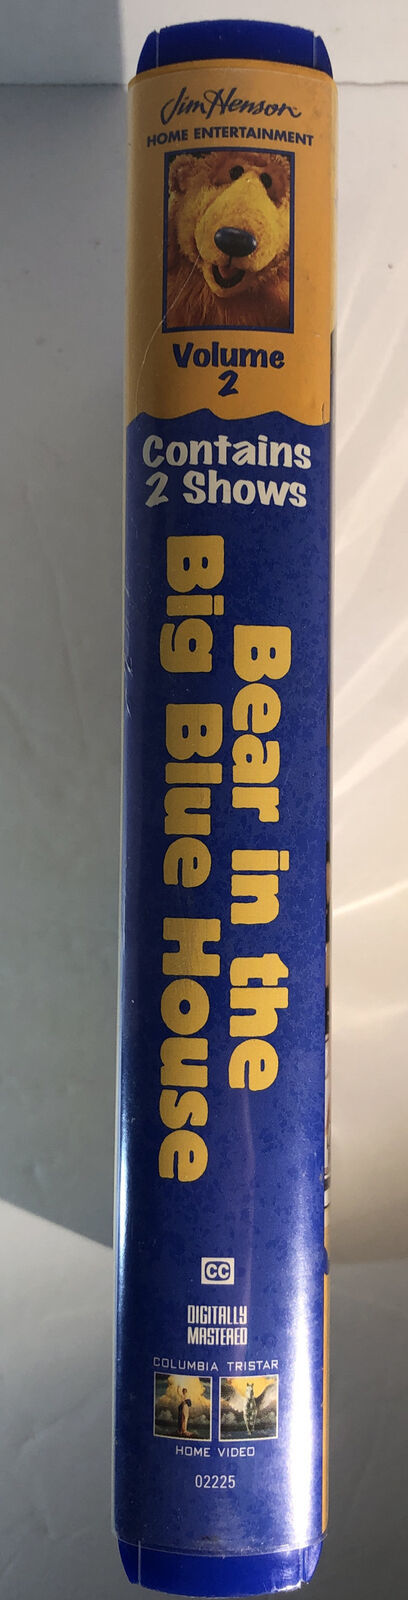 Jim Henson
HOME ENTERTAINMENT
Volume
2
Contains
2 Shows
Bear in the
Big Blue House
CC
DIGITALLY
MASTERED
COLUMBIA TRISTAR
HOME VIDEO
02225